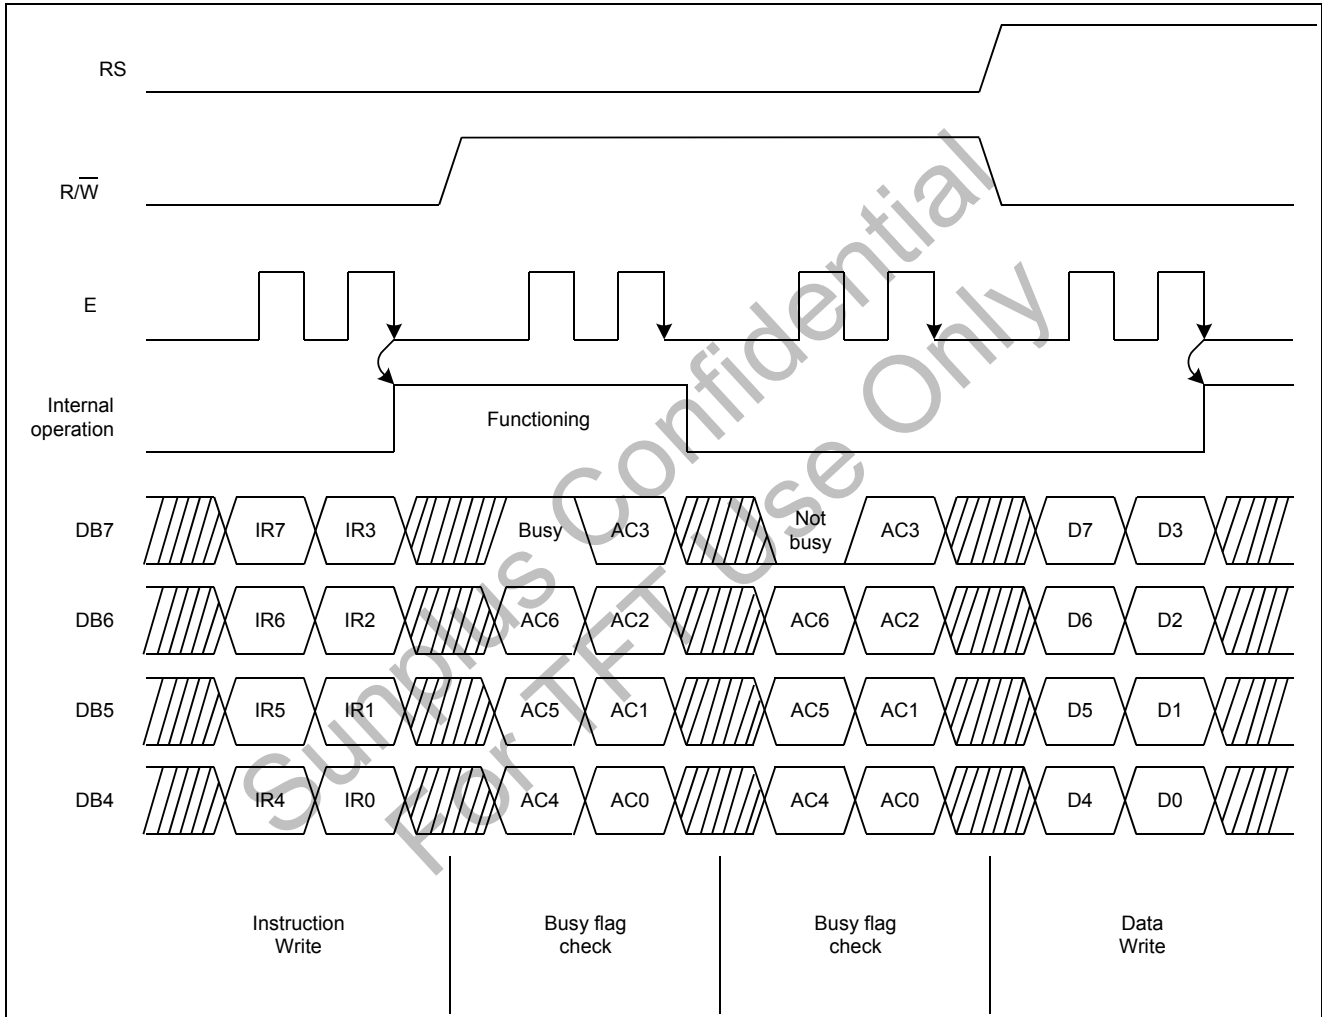 RS
R/W
E
Internal
operation
Functioning
DB7 IR7 IR3 Busy AC3 Not busy AC3 D7 D3
DB6 IR6 IR2 AC6 AC2 AC6 AC2 D6 D2
DB5 IR5 IR1 AC5 AC1 AC5 AC1 D5 D1
DB4 IR4 IR0 AC4 AC0 AC4 AC0 D4 D0
Instruction Write
Busy flag check
Busy flag check
Data Write
Sunplus Confidential
For TFT Use Only